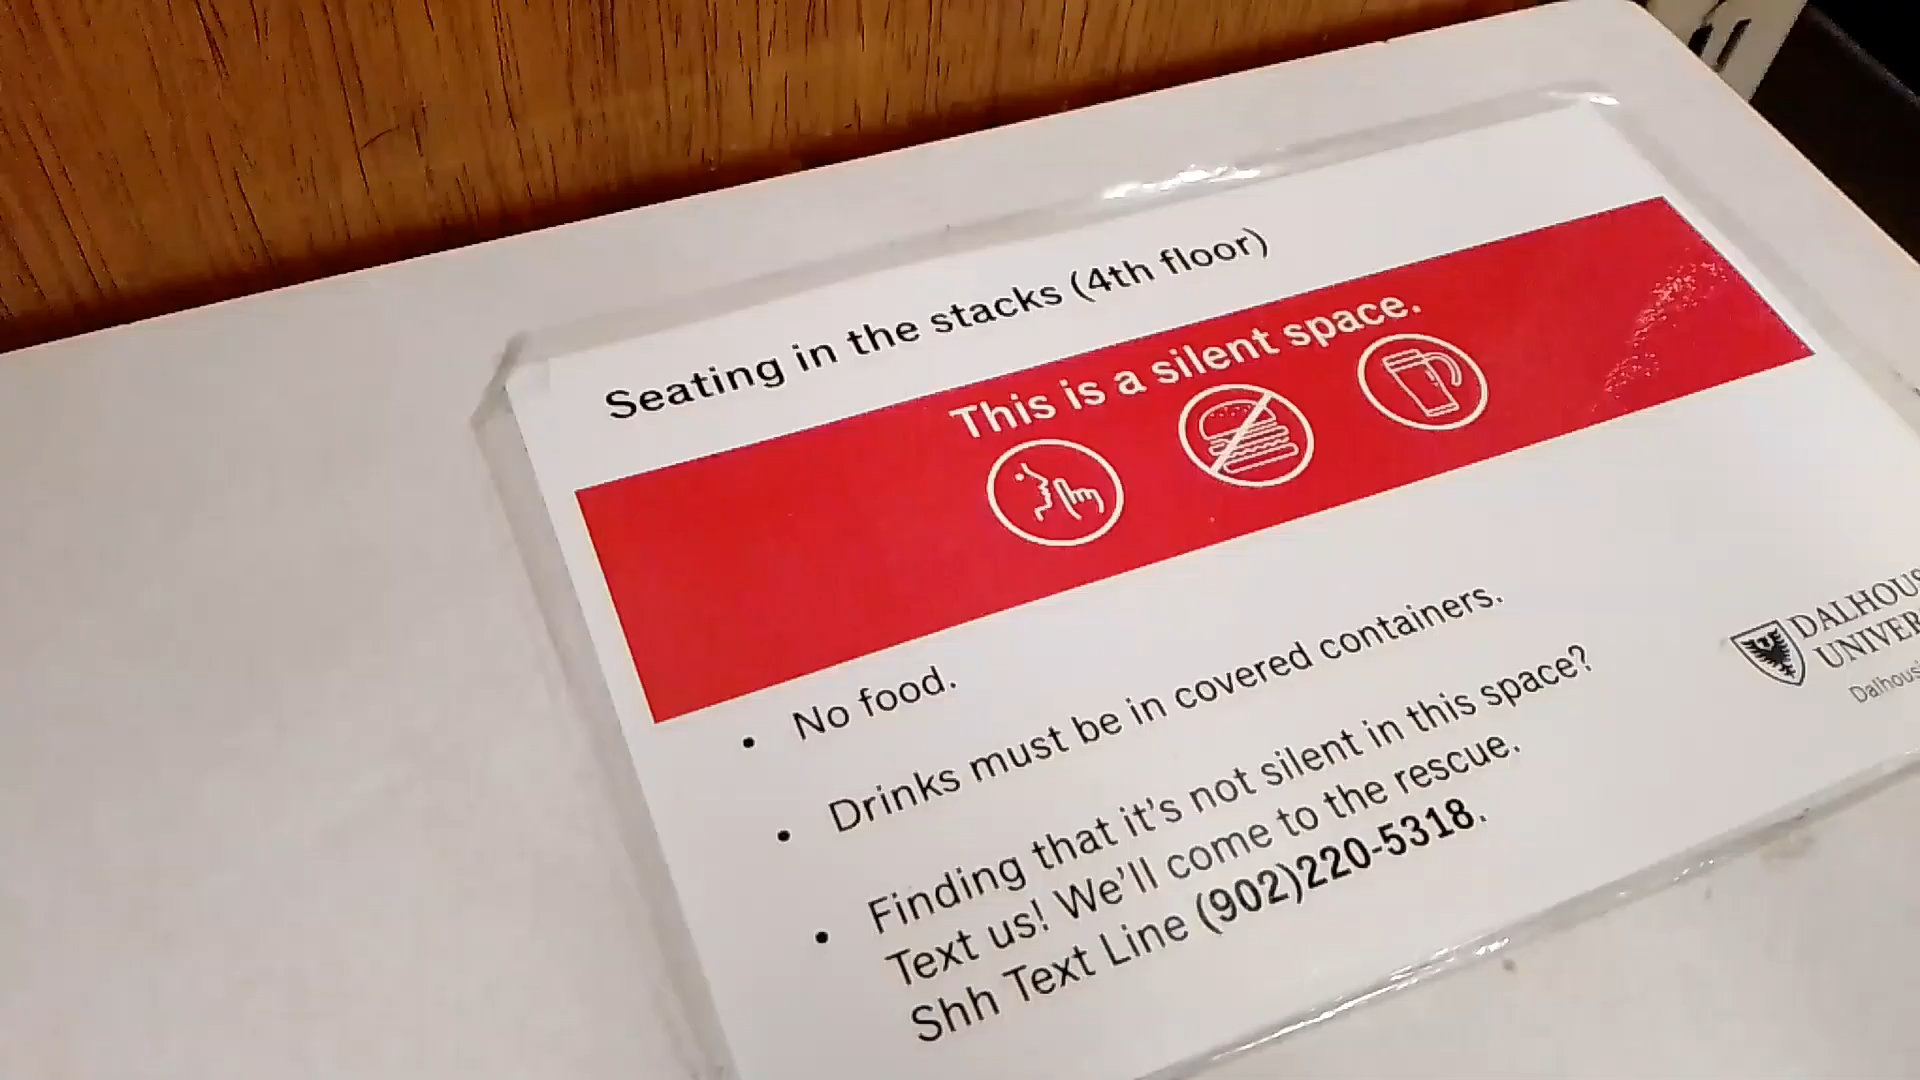 Seating in the stacks (4th floor)
This is a silent space.
• No food.
• Drinks must be in covered containers.
• Finding that it's not silent in this space?
Text us! We'll come to the rescue.
Shh Text Line (902)220-5318.